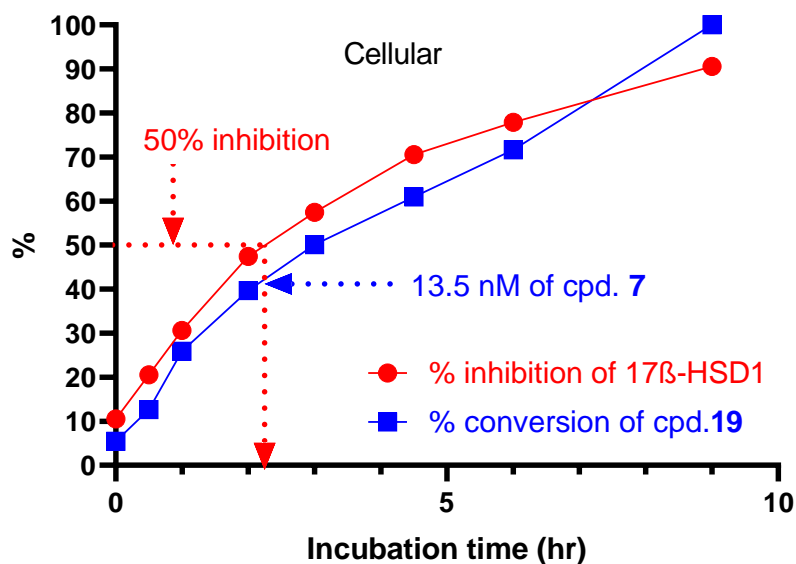 Cellular
100
90
80
70
60
50
40
30
20
10
0
%
50% inhibition
13.5 nM of cpd. 7
% inhibition of 17ß-HSD1
% conversion of cpd.19
0
5
10
Incubation time (hr)